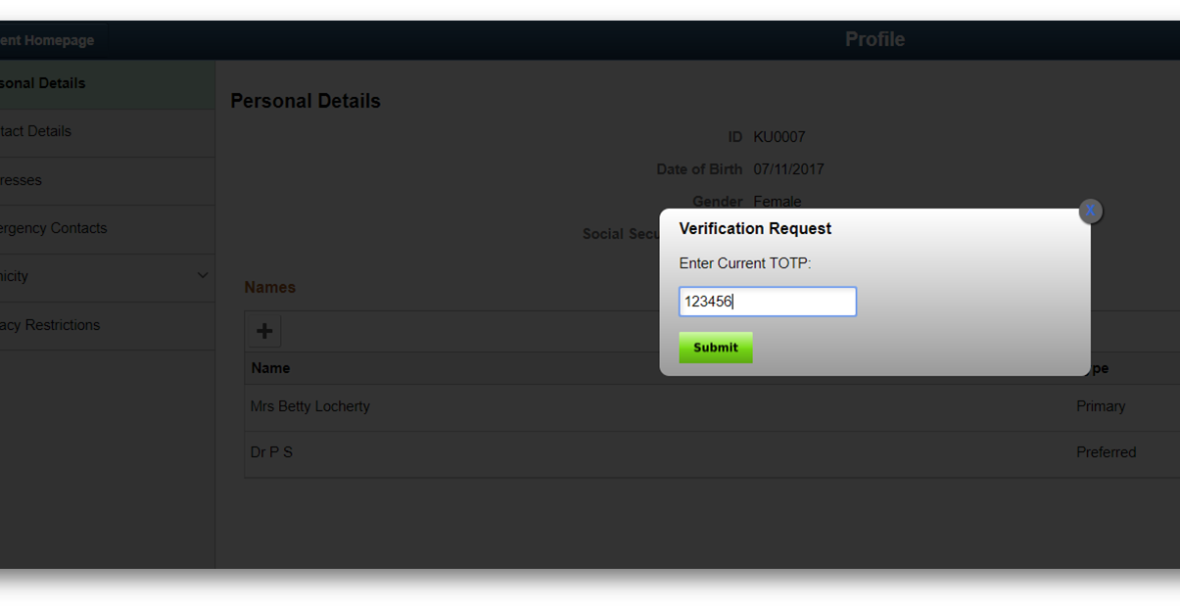 ent Homepage
Profile
sonal Details
Personal Details
tact Details
ID KU0007
Date of Birth 07/11/2017
resses
Gender Female
Verification Request
ergency Contacts
Social Secu
Enter Current TOTP:
nicity
Names
123456
acy Restrictions
Submit
Name
pe
Mrs Betty Locherty Primary
Dr P S Preferred
X